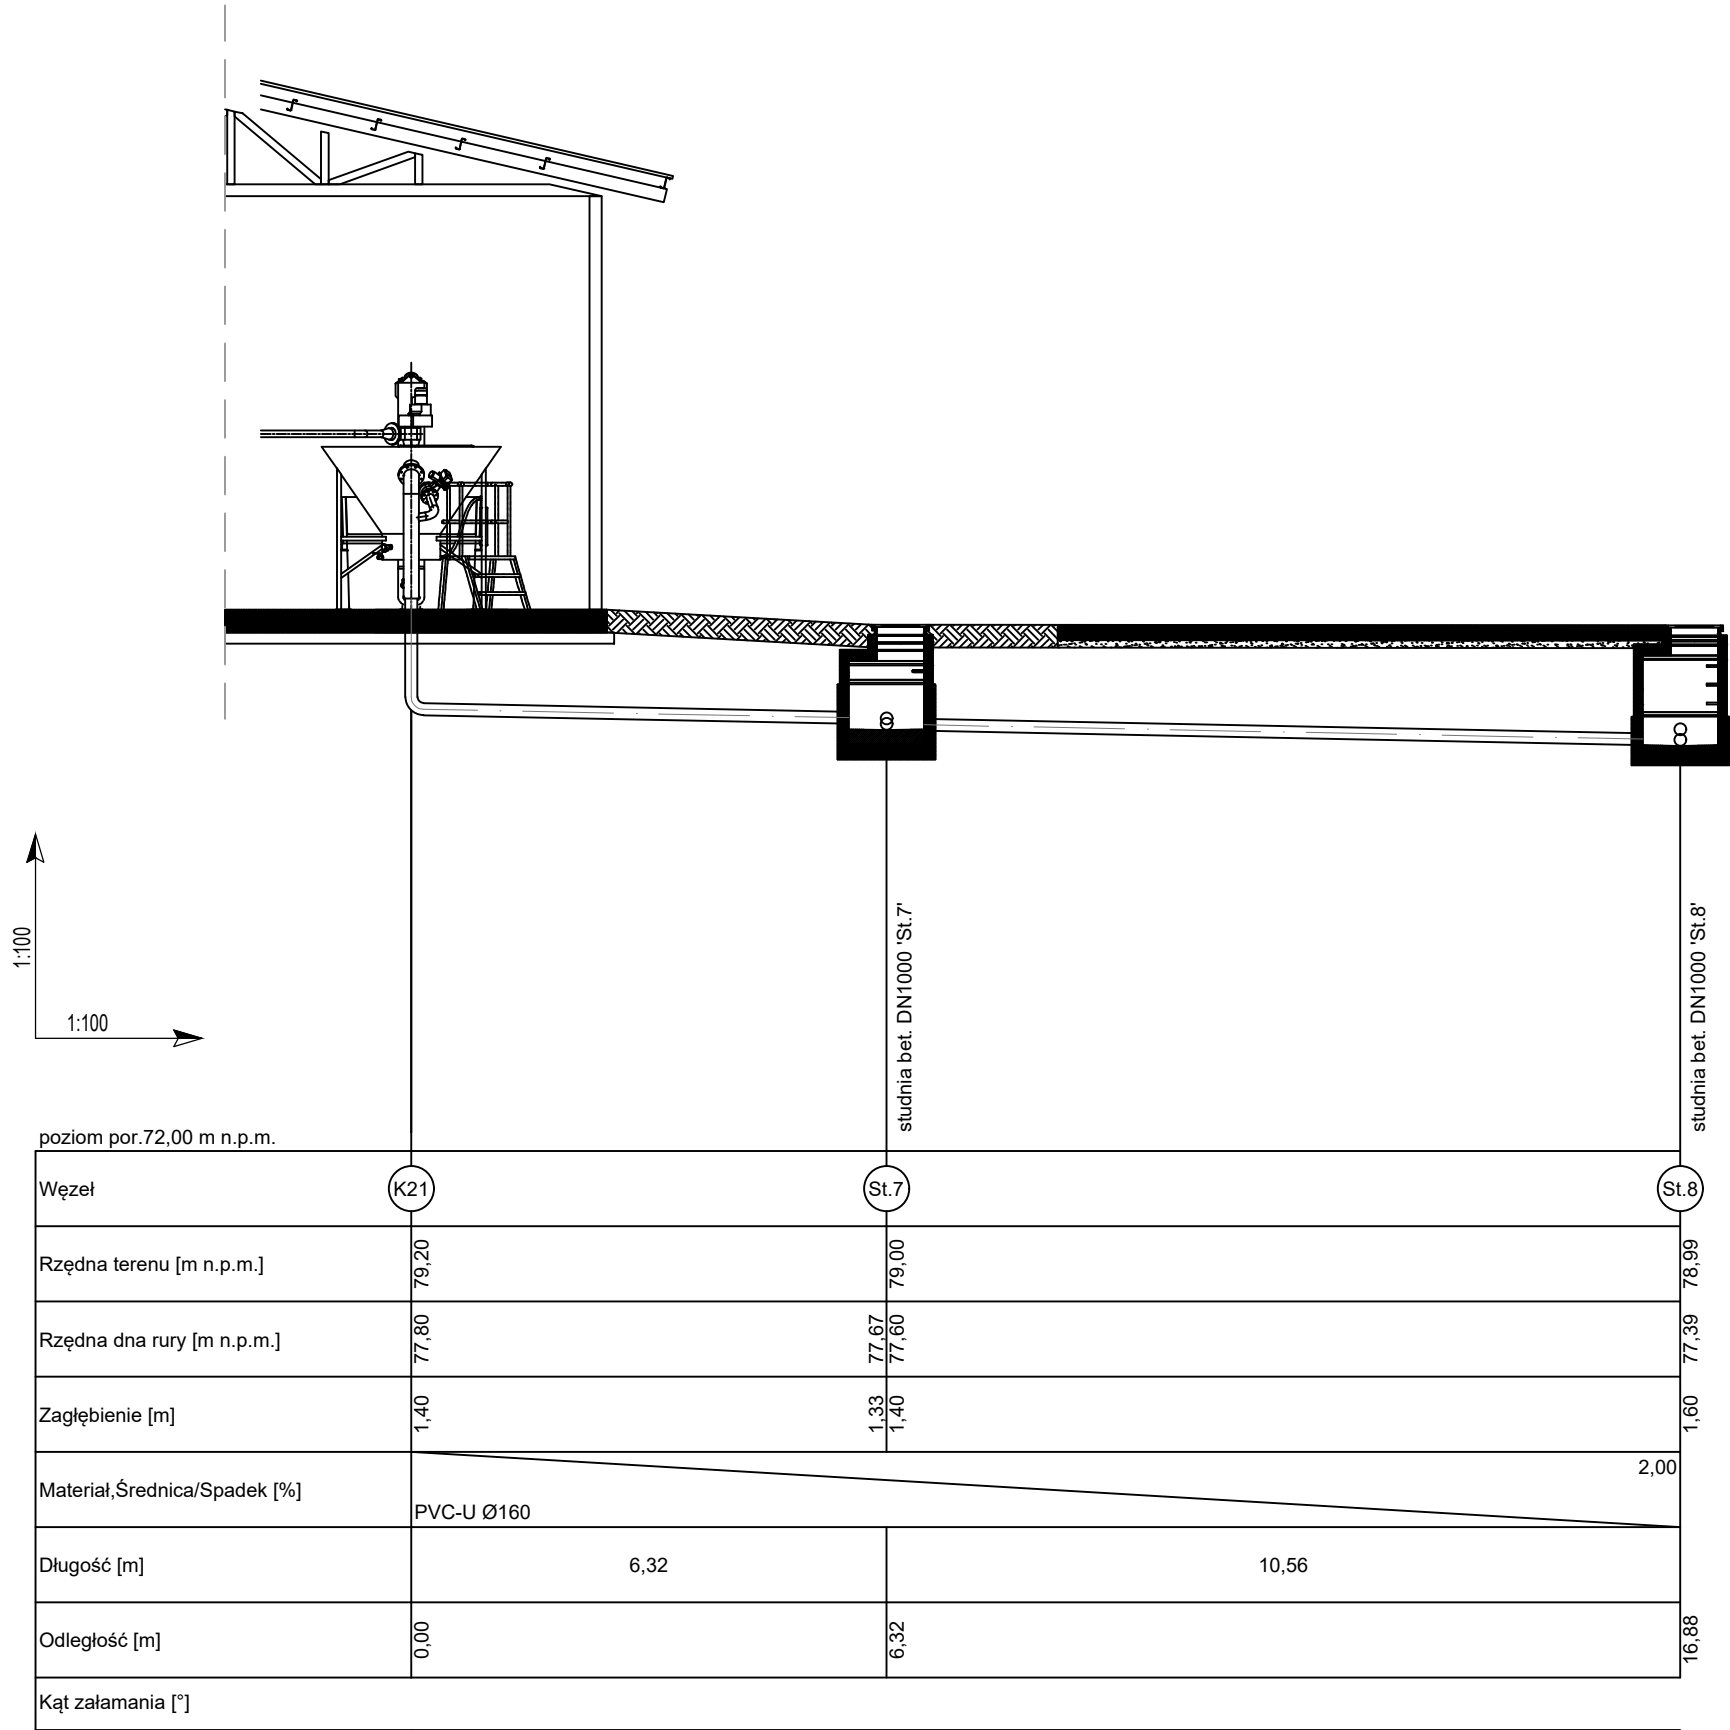 1:100
1:100
studnia bet. DN1000 'St.7'
studnia bet. DN1000 'St.8'
poziom por.72,00 m n.p.m.
Węzeł K21 St.7 St.8
Rzędna terenu [m n.p.m.] 79,20 79,00 78,99
Rzędna dna rury [m n.p.m.] 77,80 77,67 77,60 77,39
Zagłębienie [m] 1,40 1,33 1,40 1,60
Materiał,Średnica/Spadek [%] PVC-U Ø160 2,00
Długość [m] 6,32 10,56
Odległość [m] 0,00 6,32 16,88
Kąt załamania [°]